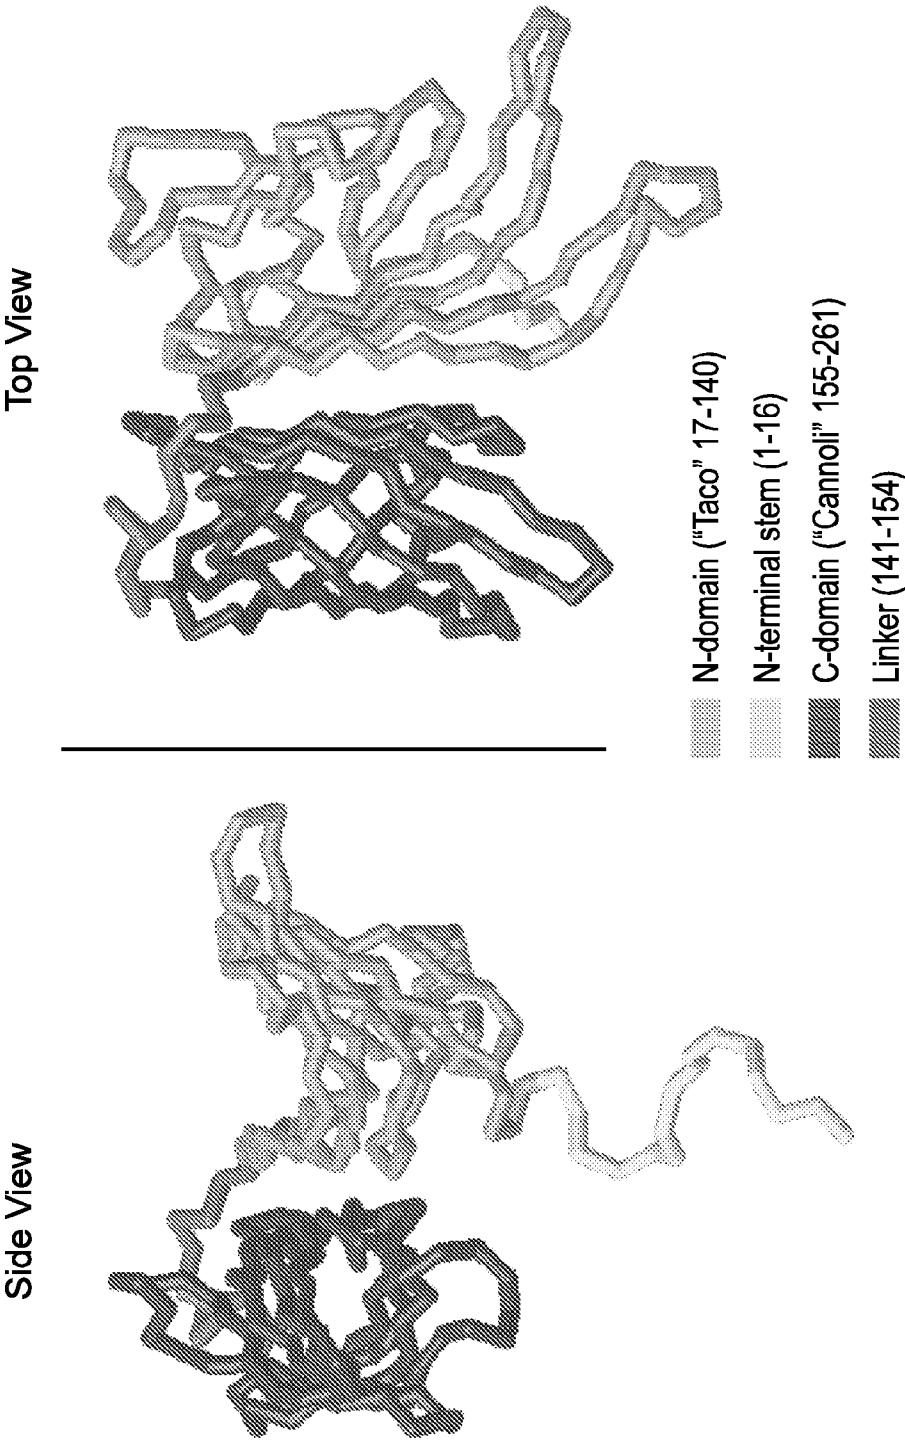 Side View
Top View
N-domain (“Taco” 17-140)
N-terminal stem (1-16)
C-domain (“Cannoli” 155-261)
Linker (141-154)